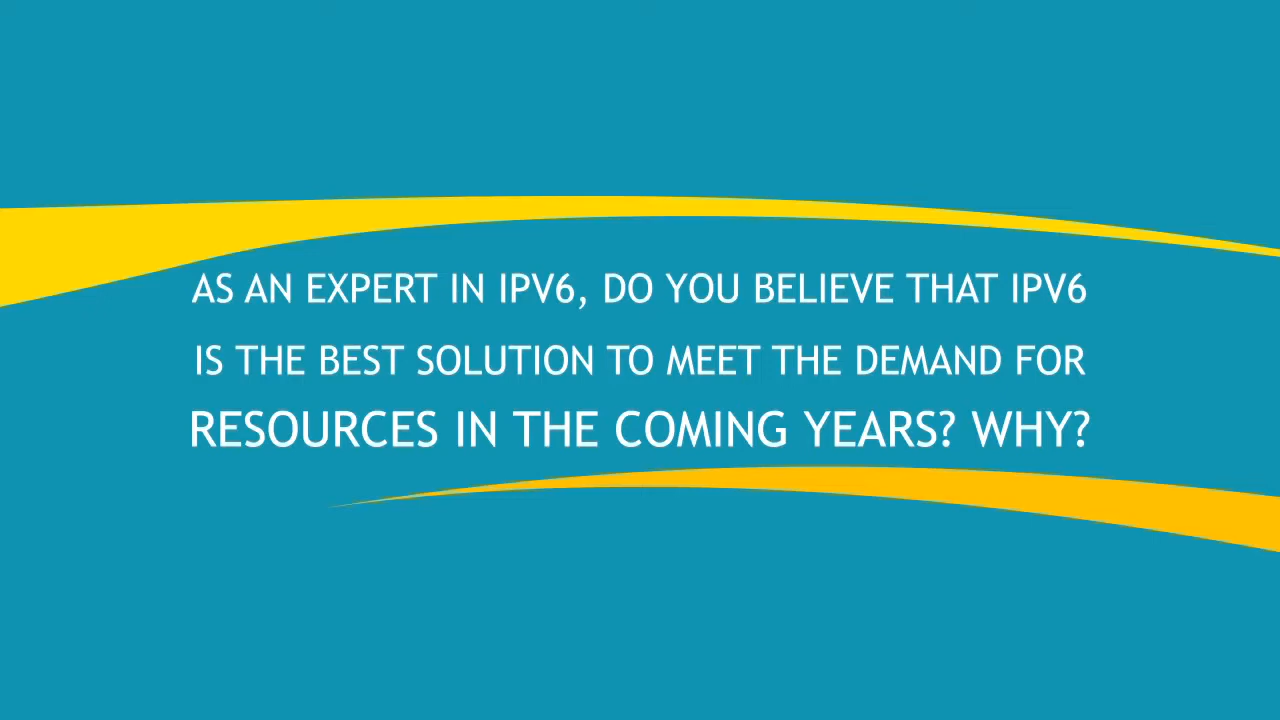 AS AN EXPERT IN IPV6, DO YOU BELIEVE THAT IPV6
IS THE BEST SOLUTION TO MEET THE DEMAND FOR
RESOURCES IN THE COMING YEARS? WHY?